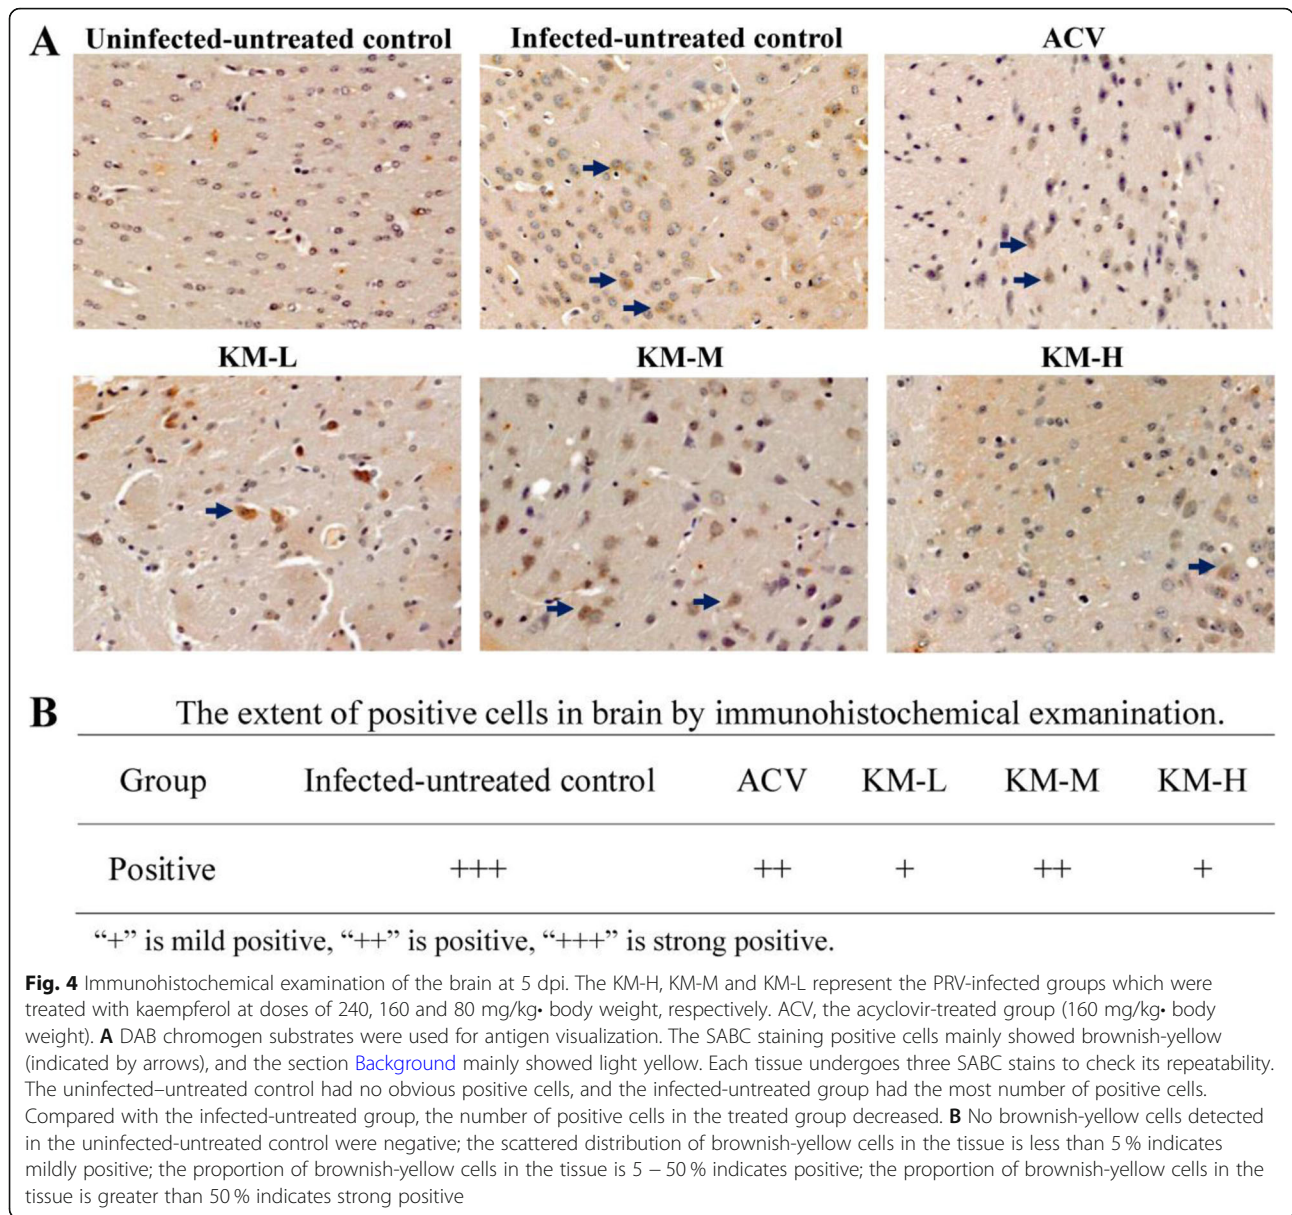 A
Uninfected-untreated control Infected-untreated control ACV
KM-L KM-M KM-H
B The extent of positive cells in brain by immunohistochemical exmanination.
Group Infected-untreated control ACV KM-L KM-M KM-H
Positive +++ ++ + ++ +
“+” is mild positive, “++” is positive, “+++” is strong positive.
Fig. 4 Immunohistochemical examination of the brain at 5 dpi. The KM-H, KM-M and KM-L represent the PRV-infected groups which were
treated with kaempferol at doses of 240, 160 and 80 mg/kg• body weight, respectively. ACV, the acyclovir-treated group (160 mg/kg• body
weight). A DAB chromogen substrates were used for antigen visualization. The SABC staining positive cells mainly showed brownish-yellow
(indicated by arrows), and the section Background mainly showed light yellow. Each tissue undergoes three SABC stains to check its repeatability.
The uninfected–untreated control had no obvious positive cells, and the infected-untreated group had the most number of positive cells.
Compared with the infected-untreated group, the number of positive cells in the treated group decreased. B No brownish-yellow cells detected
in the uninfected-untreated control were negative; the scattered distribution of brownish-yellow cells in the tissue is less than 5 % indicates
mildly positive; the proportion of brownish-yellow cells in the tissue is 5 − 50 % indicates positive; the proportion of brownish-yellow cells in the
tissue is greater than 50 % indicates strong positive